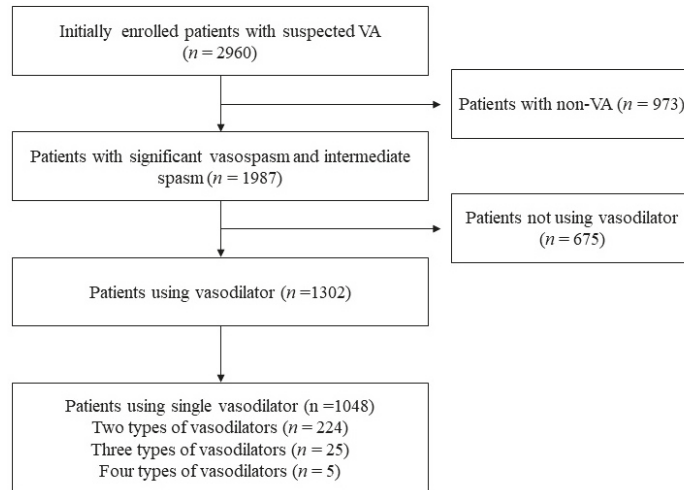 Initially enrolled patients with suspected VA
(n = 2960)
Patients with non-VA (n = 973)
Patients with significant vasospasm and intermediate
spasm (n = 1987)
Patients not using vasodilator
(n = 675)
Patients using vasodilator (n =1302)
Patients using single vasodilator (n =1048)
Two types of vasodilators (n = 224)
Three types of vasodilators (n = 25)
Four types of vasodilators (n = 5)